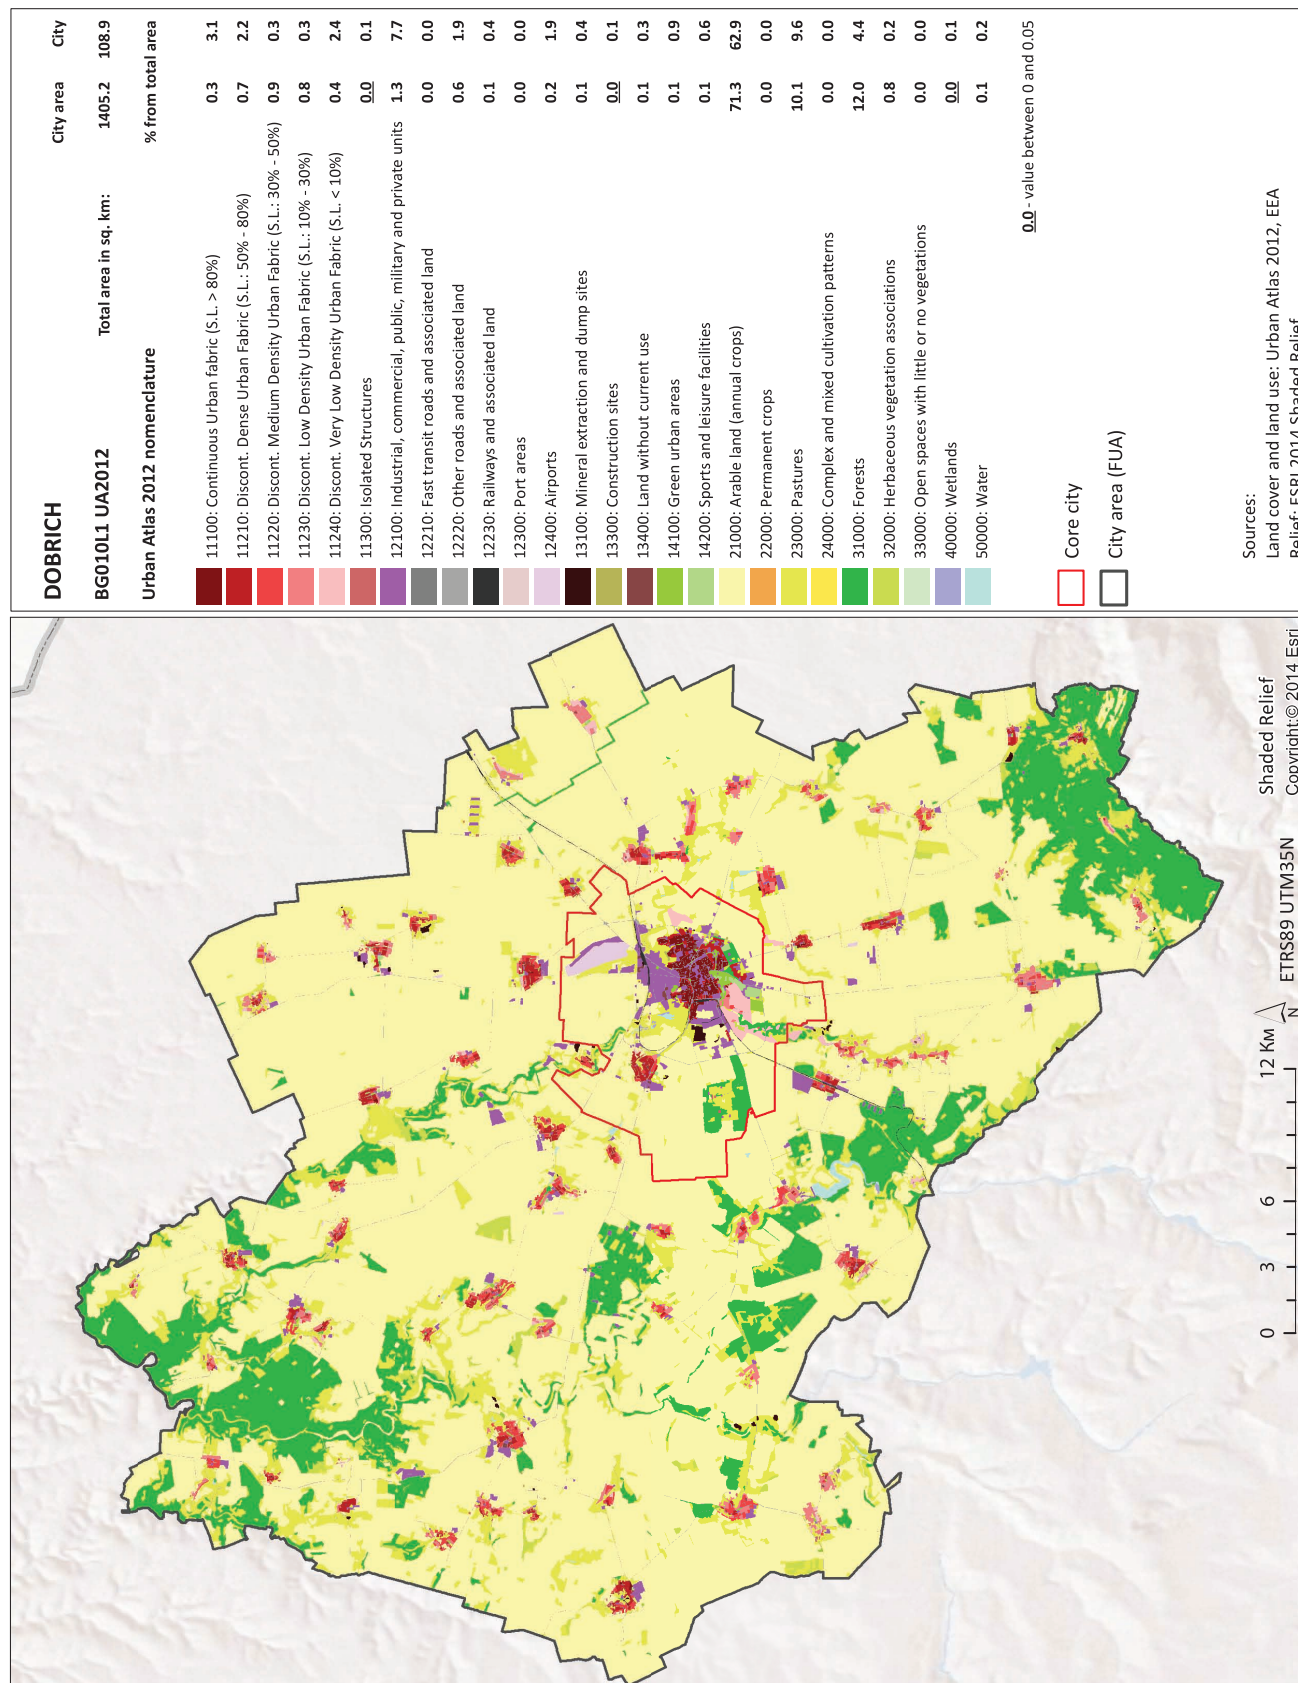 DOBRICH
City area City
BG010L1 UA2012 Total area in sq. km: 1405.2 108.9
Urban Atlas 2012 nomenclature % from total area
11100: Continuous Urban fabric (S.L. > 80%) 0.3 3.1
11210: Discont. Dense Urban Fabric (S.L.: 50% - 80%) 0.7 2.2
11220: Discont. Medium Density Urban Fabric (S.L.: 30% - 50%) 0.9 0.3
11230: Discont. Low Density Urban Fabric (S.L.: 10% - 30%) 0.8 0.3
11240: Discont. Very Low Density Urban Fabric (S.L. < 10%) 0.4 2.4
11300: Isolated Structures 0.0 0.1
12100: Industrial, commercial, public, military and private units 1.3 7.7
12210: Fast transit roads and associated land 0.0 0.0
12220: Other roads and associated land 0.6 1.9
12230: Railways and associated land 0.1 0.4
12300: Port areas 0.0 0.0
12400: Airports 0.2 1.9
13100: Mineral extraction and dump sites 0.1 0.4
13300: Construction sites 0.0 0.1
13400: Land without current use 0.1 0.3
14100: Green urban areas 0.1 0.9
14200: Sports and leisure facilities 0.1 0.6
21000: Arable land (annual crops) 71.3 62.9
22000: Permanent crops 0.0 0.0
23000: Pastures 10.1 9.6
24000: Complex and mixed cultivation patterns 0.0 0.0
31000: Forests 12.0 4.4
32000: Herbaceous vegetation associations 0.8 0.2
33000: Open spaces with little or no vegetations 0.0 0.0
40000: Wetlands 0.0 0.1
50000: Water 0.1 0.2
0.0 - value between 0 and 0.05
Core city
City area (FUA)
Sources:
Land cover and land use: Urban Atlas 2012, EEA
Relief: ESRI 2014 Shaded Relief
0 3 6 12 Км
N
ETRS89 UTM35N
Shaded Relief
Copyright:© 2014 Esri